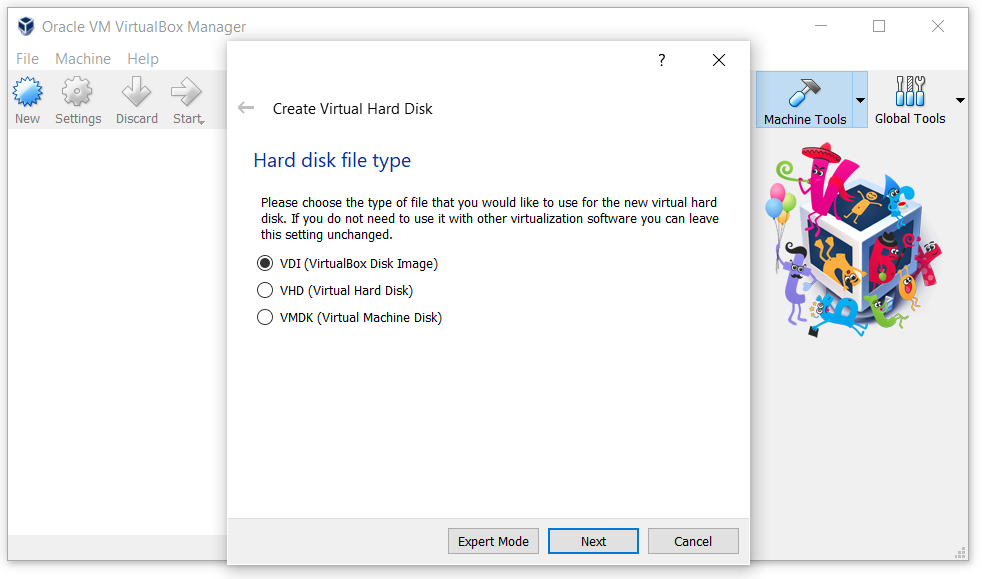 Oracle VM VirtualBox Manager
File Machine Help
New Settings Discard Start
Machine Tools Global Tools
?
Create Virtual Hard Disk
Hard disk file type
Please choose the type of file that you would like to use for the new virtual hard
disk. If you do not need to use it with other virtualization software you can leave
this setting unchanged.
VDI (VirtualBox Disk Image)
VHD (Virtual Hard Disk)
VMDK (Virtual Machine Disk)
Expert Mode Next Cancel